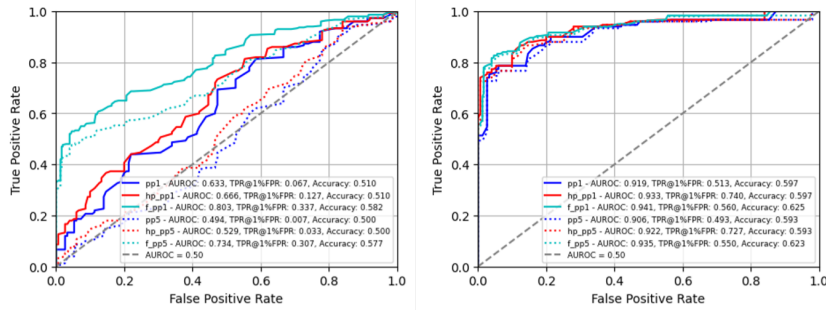 1.0
0.8
0.6
0.4
0.2
0.0
True Positive Rate
pp1 - AUROC: 0.633, TPR@1%FPR: 0.067, Accuracy: 0.510
hp_pp1 - AUROC: 0.666, TPR@1%FPR: 0.127, Accuracy: 0.510
f_pp1 - AUROC: 0.803, TPR@1%FPR: 0.337, Accuracy: 0.582
pp5 - AUROC: 0.494, TPR@1%FPR: 0.007, Accuracy: 0.500
hp_pp5 - AUROC: 0.529, TPR@1%FPR: 0.033, Accuracy: 0.500
f_pp5 - AUROC: 0.734, TPR@1%FPR: 0.307, Accuracy: 0.577
AUROC = 0.50
0.0 0.2 0.4 0.6 0.8 1.0
False Positive Rate
1.0
0.8
0.6
0.4
0.2
0.0
True Positive Rate
pp1 - AUROC: 0.919, TPR@1%FPR: 0.513, Accuracy: 0.597
hp_pp1 - AUROC: 0.933, TPR@1%FPR: 0.740, Accuracy: 0.597
f_pp1 - AUROC: 0.941, TPR@1%FPR: 0.560, Accuracy: 0.625
pp5 - AUROC: 0.906, TPR@1%FPR: 0.493, Accuracy: 0.593
hp_pp5 - AUROC: 0.922, TPR@1%FPR: 0.727, Accuracy: 0.593
f_pp5 - AUROC: 0.935, TPR@1%FPR: 0.550, Accuracy: 0.623
AUROC = 0.50
0.0 0.2 0.4 0.6 0.8 1.0
False Positive Rate